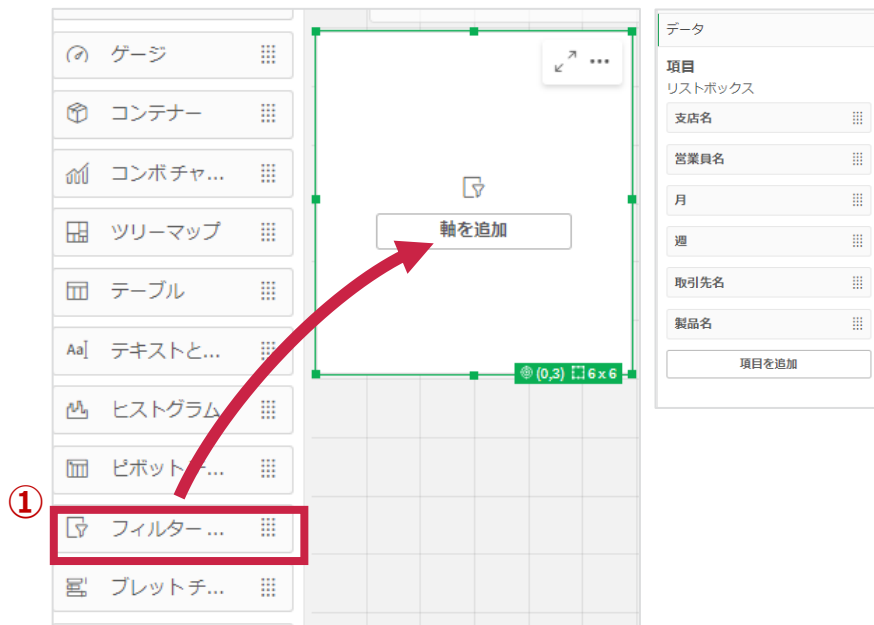 ゲージ
コンテナー
コンボ チャ...
ツリーマップ
テーブル
Aa テキストと...
ヒストグラム
ピボット テ...
①
フィルター ...
ブレット チ...
軸を追加
(0,3) 6 x 6
データ
項目
リストボックス
支店名
営業員名
月
週
取引先名
製品名
項目を追加